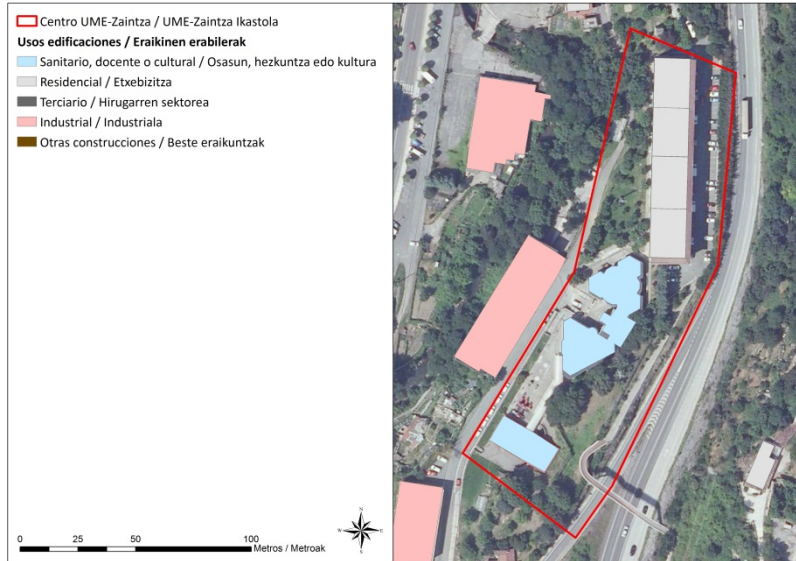 Centro UME-Zaintza / UME-Zaintza Ikastola
Usos edificaciones / Eraikinen erabilerak
Sanitario, docente o cultural / Osasun, hezkuntza edo kultura
Residencial / Etxebizitza
Terciario / Hirugarren sektorea
Industrial / Industriala
Otras construcciones / Beste eraikuntzak
N
W E
S
0 25 50 100
Metros / Metroak